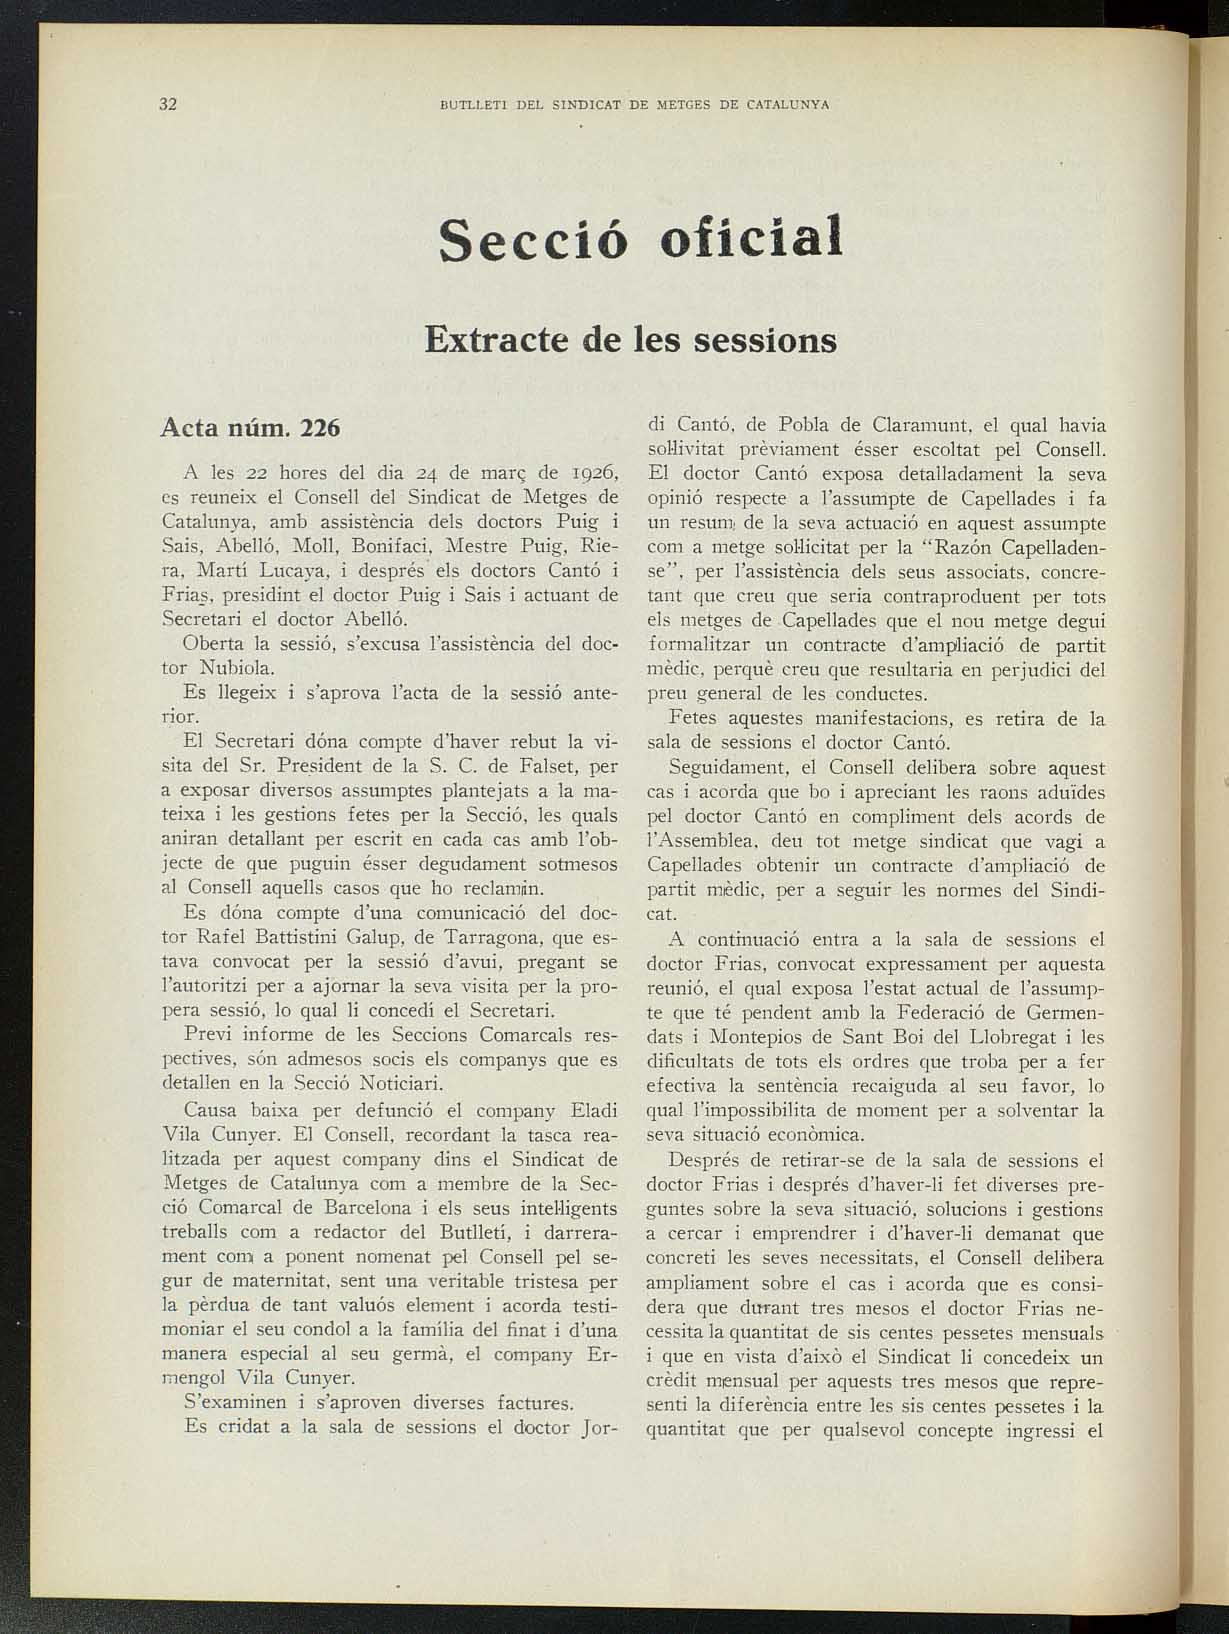 32
BUTLLETI DEL SINDICAT DE METGES DE CATALUNYA
Secció oficial
Extracte de les sessions
Acta núm. 226
A les 22 hores del dia 24 de març de 1926,
es reuneix el Consell del Sindicat de Metges de
Catalunya, amb assistència dels doctors Puig i
Sais, Abelló, Moll, Bonifaci, Mestre Puig, Rie-
ra, Martí Lucaya, i després els doctors Cantó i
Frias, presidint el doctor Puig i Sais i actuant de
Secretari el doctor Abelló.
Oberta la sessió, s'excusa l'assistència del doc-
tor Nubiola.
Es llegeix i s'aprova l'acta de la sessió ante-
rior.
El Secretari dóna compte d'haver rebut la vi-
sita del Sr. President de la S. C. de Falset, per
a exposar diversos assumptes plantejats a la ma-
teixa i les gestions fetes per la Secció, les quals
aniran detallant per escrit en cada cas amb l'ob-
jecte de que puguin ésser degudament sotmesos
al Consell aquells casos que ho reclamin.
Es dóna compte d'una comunicació del doc-
tor Rafel Battistini Galup, de Tarragona, que es-
tava convocat per la sessió d'avui, pregant se
l'autoritzi per a ajornar la seva visita per la pro-
pera sessió, lo qual li concedí el Secretari.
Previ informe de les Seccions Comarcals res-
pectives, són admesos socis els companys que es
detallen en la Secció Noticiari.
Causa baixa per defunció el company Eladi
Vila Cunyer. El Consell, recordant la tasca rea-
litzada per aquest company dins el Sindicat de
Metges de Catalunya com a membre de la Sec-
ció Comarcal de Barcelona i els seus intel·ligents
treballs com a redactor del Butlletí, i darrera-
ment com a ponent nomenat pel Consell pel se-
gur de maternitat, sent una veritable tristesa per
la pèrdua de tant valuós element i acorda testi-
moniar el seu condol a la família del finat i d'una
manera especial al seu germà, el company Er-
mengol Vila Cunyer.
S'examinen i s'aproven diverses factures.
Es cridat a la sala de sessions el doctor Jor-
di Cantó, de Pobla de Claramunt, el qual havia
sol·livitat prèviament ésser escoltat pel Consell.
El doctor Cantó exposa detalladament la seva
opinió respecte a l'assumpte de Capellades i fa
un resum de la seva actuació en aquest assumpte
com a metge sol·licitat per la "Razón Capelladen-
se", per l'assistència dels seus associats, concre-
tant que creu que seria contraproduent per tots
els metges de Capellades que el nou metge degui
formalitzar un contracte d'ampliació de partit
mèdic, perquè creu que resultaria en perjudici del
preu general de les conductes.
Fetes aquestes manifestacions, es retira de la
sala de sessions el doctor Cantó.
Seguidament, el Consell delibera sobre aquest
cas i acorda que bo i apreciant les raons aduïdes
pel doctor Cantó en compliment dels acords de
l'Assemblea, deu tot metge sindicat que vagi a
Capellades obtenir un contracte d'ampliació de
partit mèdic, per a seguir les normes del Sindi-
cat.
A continuació entra a la sala de sessions el
doctor Frias, convocat expressament per aquesta
reunió, el qual exposa l'estat actual de l'assump-
te que té pendent amb la Federació de Germen-
dats i Montepios de Sant Boi del Llobregat i les
dificultats de tots els ordres que troba per a fer
efectiva la sentència recaiguda al seu favor, lo
qual l'impossibilita de moment per a solventar la
seva situació econòmica.
Després de retirar-se de la sala de sessions el
doctor Frias i després d'haver-li fet diverses pre-
guntes sobre la seva situació, solucions i gestions
a cercar i emprendrer i d'haver-li demanat que
concreti les seves necessitats, el Consell delibera
ampliament sobre el cas i acorda que es consi-
dera que durant tres mesos el doctor Frias ne-
cessita la quantitat de sis centes pessetes mensuals
i que en vista d'això el Sindicat li concedeix un
crèdit mensual per aquests tres mesos que repre-
senti la diferència entre les sis centes pessetes i la
quantitat que per qualsevol concepte ingressi el